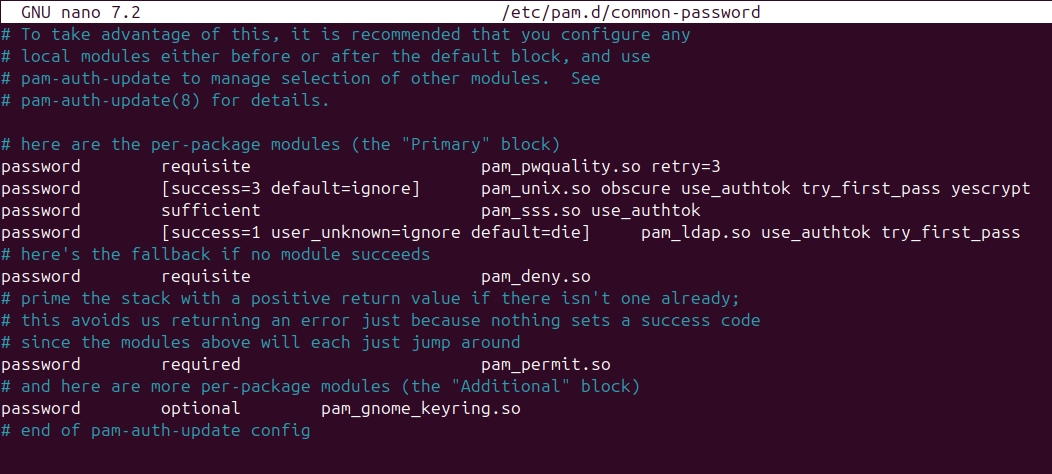 GNU nano 7.2 /etc/pam.d/common-password
# To take advantage of this, it is recommended that you configure any
# local modules either before or after the default block, and use
# pam-auth-update to manage selection of other modules.  See
# pam-auth-update(8) for details.

# here are the per-package modules (the "Primary" block)
password        requisite                       pam_pwquality.so retry=3
password        [success=3 default=ignore]      pam_unix.so obscure use_authtok try_first_pass yescrypt
password        sufficient                      pam_sss.so use_authtok
password        [success=1 user_unknown=ignore default=die]     pam_ldap.so use_authtok try_first_pass
# here's the fallback if no module succeeds
password        requisite                       pam_deny.so
# prime the stack with a positive return value if there isn't one already;
# this avoids us returning an error just because nothing sets a success code
# since the modules above will each just jump around
password        required                        pam_permit.so
# and here are more per-package modules (the "Additional" block)
password        optional        pam_gnome_keyring.so
# end of pam-auth-update config